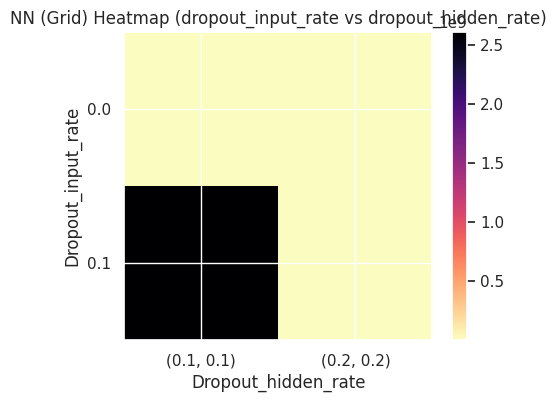 NN (Grid) Heatmap (dropout_input_rate vs dropout_hidden_rate)
1e9
2.5
2.0
1.5
1.0
0.5
Dropout_input_rate
0.0
0.1
(0.1, 0.1)
(0.2, 0.2)
Dropout_hidden_rate